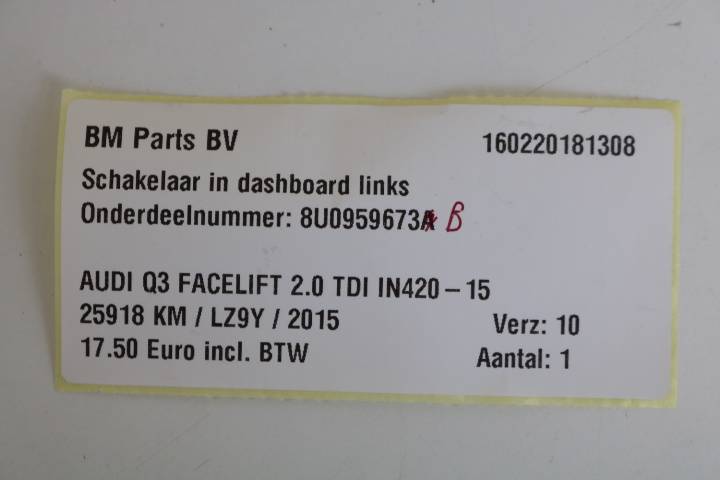 BM Parts BV 160220181308
Schakelaar in dashboard links
Onderdeelnummer: 8U0959673A B
AUDI Q3 FACELIFT 2.0 TDI IN420-15
25918 KM / LZ9Y / 2015 Verz: 10
17.50 Euro incl. BTW Aantal: 1